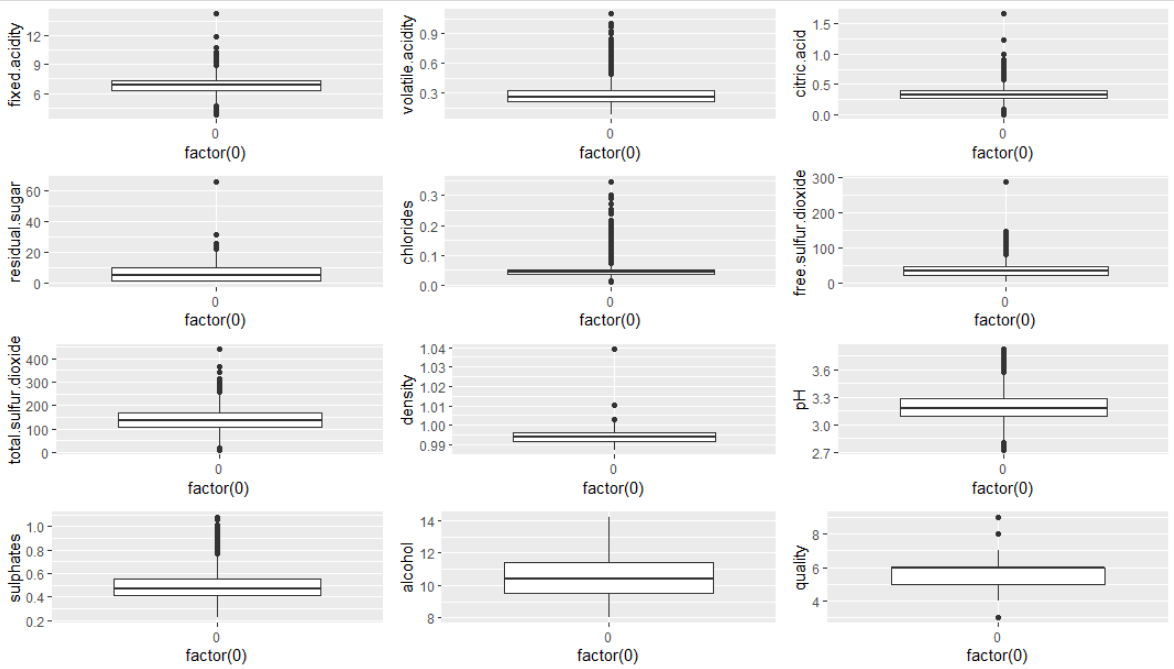 fixed.acidity
12
9
6
0
factor(0)
volatile.acidity
0.9
0.6
0.3
0
factor(0)
citric.acid
1.5
1.0
0.5
0.0
0
factor(0)
residual.sugar
60
40
20
0
0
factor(0)
chlorides
0.3
0.2
0.1
0.0
0
factor(0)
free.sulfur.dioxide
300
200
100
0
0
factor(0)
total.sulfur.dioxide
400
300
200
100
0
0
factor(0)
density
1.04
1.03
1.02
1.01
1.00
0.99
0
factor(0)
pH
3.6
3.3
3.0
2.7
0
factor(0)
sulphates
1.0
0.8
0.6
0.4
0.2
0
factor(0)
alcohol
14
12
10
8
0
factor(0)
quality
8
6
4
0
factor(0)